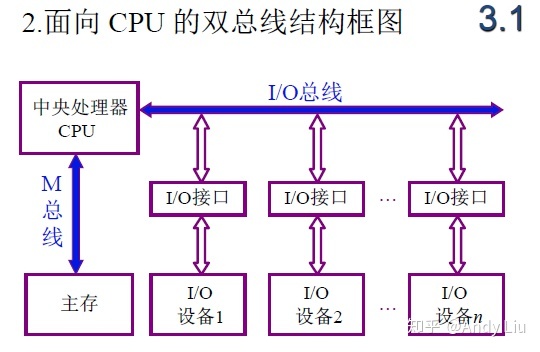 2.面向 CPU 的双总线结构框图
3.1
中央处理器
CPU
I/O总线
M
总
线
I/O接口
I/O接口
…
I/O接口
主存
I/O
设备1
I/O
设备2
…
I/O
设备n
知乎 @Andy Liu